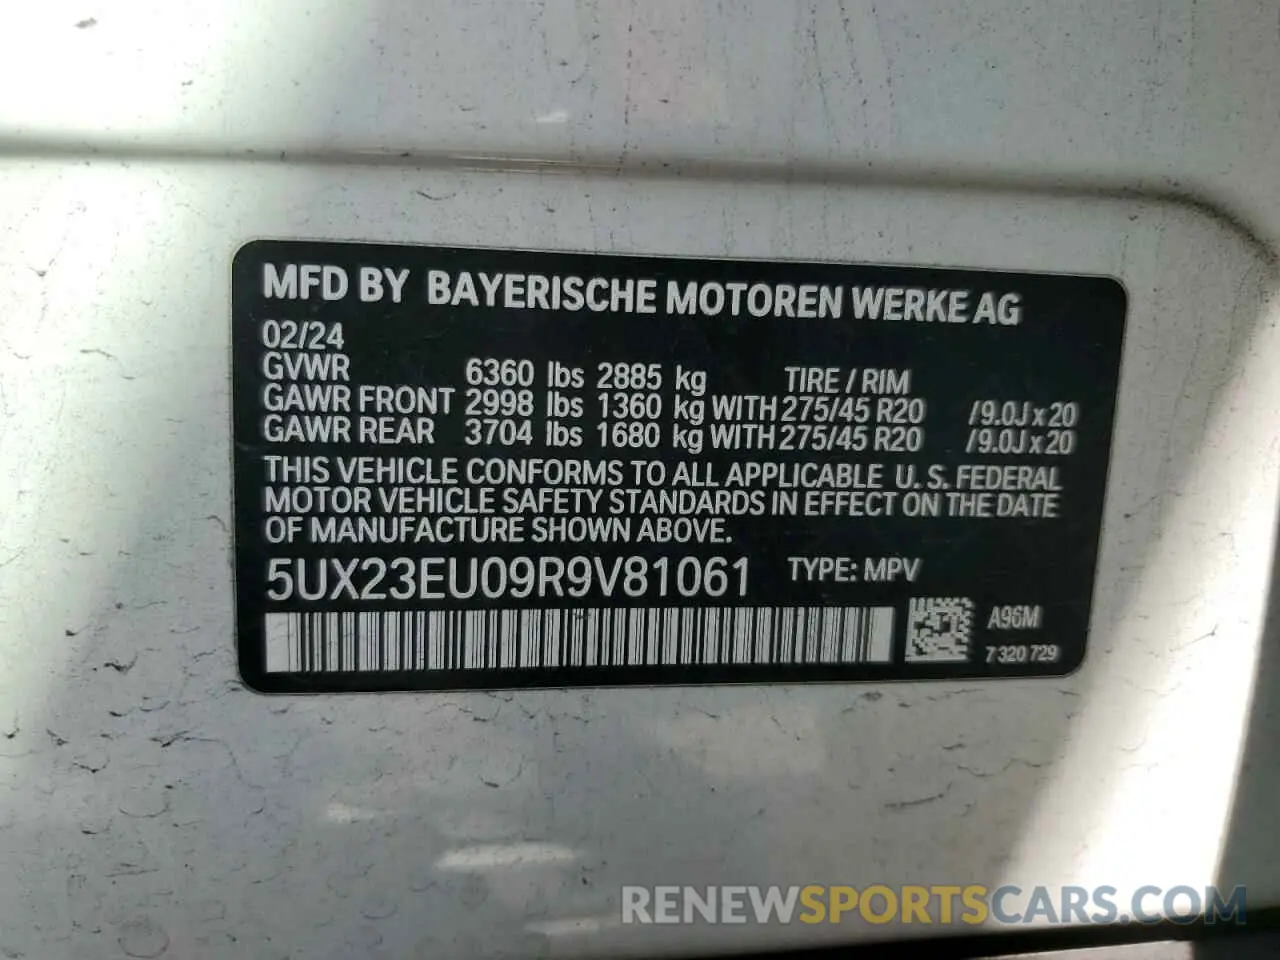 MFD BY BAYERISCHE MOTOREN WERKE AG
02/24
GVWR 6360 lbs 2885 kg TIRE / RIM
GAWR FRONT 2998 lbs 1360 kg WITH 275/45 R20 /9.0J x 20
GAWR REAR 3704 lbs 1680 kg WITH 275/45 R20 /9.0J x 20
THIS VEHICLE CONFORMS TO ALL APPLICABLE U.S. FEDERAL
MOTOR VEHICLE SAFETY STANDARDS IN EFFECT ON THE DATE
OF MANUFACTURE SHOWN ABOVE.
5UX23EU09R9V81061 TYPE: MPV
A96M
7 320 729
RENEWSPORTSCARS.COM